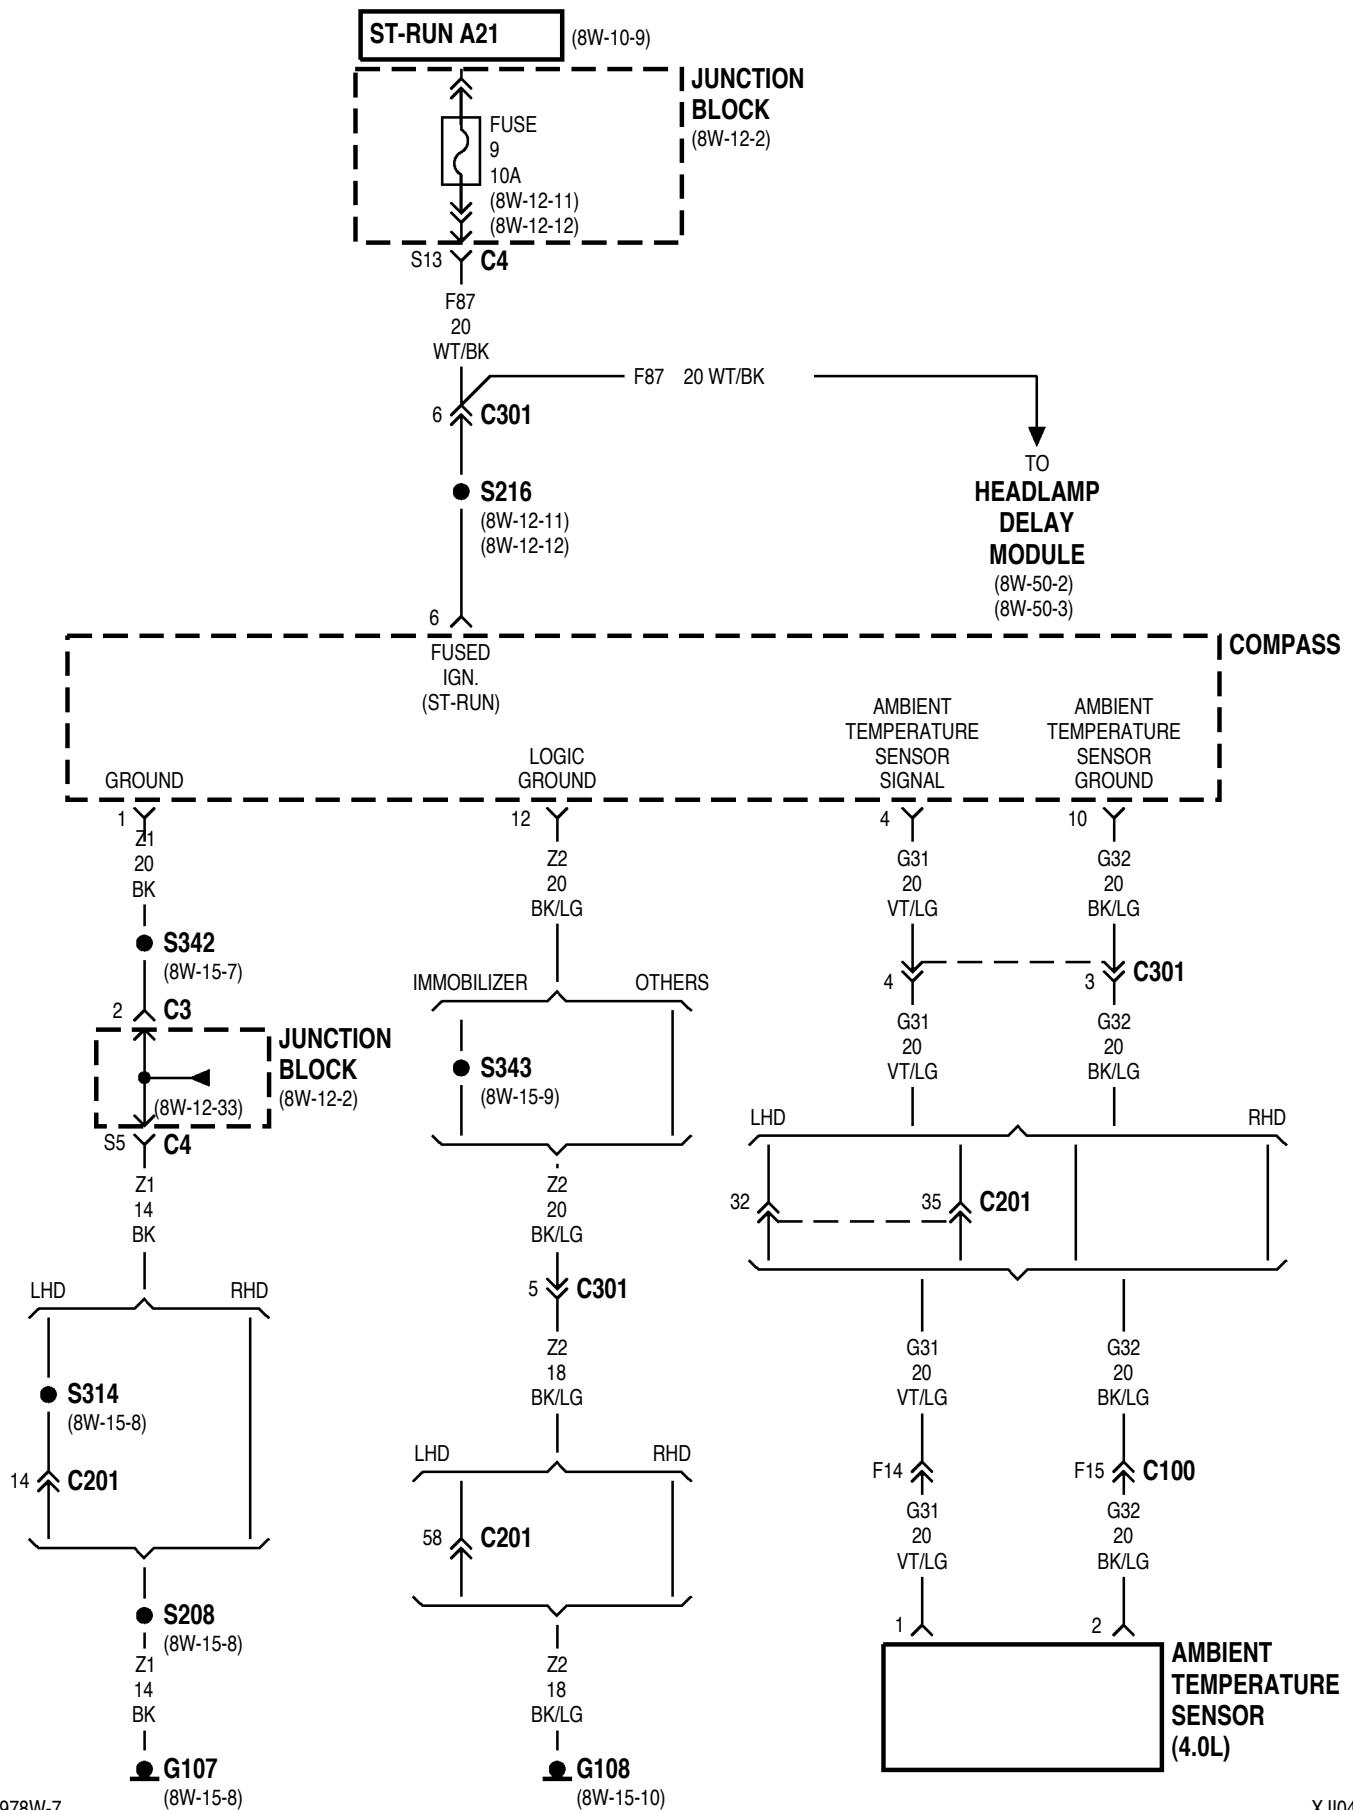 ST-RUN A21
(8W-10-9)
JUNCTION
BLOCK
(8W-12-2)
FUSE
9
10A
(8W-12-11)
(8W-12-12)
S13 C4
F87
20
WT/BK
F87 20 WT/BK
6 C301
TO
HEADLAMP
DELAY
MODULE
(8W-50-2)
(8W-50-3)
S216
(8W-12-11)
(8W-12-12)
6
COMPASS
FUSED
IGN.
(ST-RUN)
GROUND
LOGIC
GROUND
AMBIENT
TEMPERATURE
SENSOR
SIGNAL
AMBIENT
TEMPERATURE
SENSOR
GROUND
1
Z1
20
BK
S342
(8W-15-7)
2 C3
JUNCTION
BLOCK
(8W-12-2)
(8W-12-33)
S5 C4
Z1
14
BK
LHD RHD
S314
(8W-15-8)
14 C201
S208
(8W-15-8)
Z1
14
BK
G107
(8W-15-8)
12
Z2
20
BK/LG
IMMOBILIZER OTHERS
S343
(8W-15-9)
Z2
20
BK/LG
5 C301
Z2
18
BK/LG
LHD RHD
58 C201
Z2
18
BK/LG
G108
(8W-15-10)
4 10
G31 G32
20 20
VT/LG BK/LG
4 3 C301
G31 G32
20 20
VT/LG BK/LG
LHD RHD
32 35 C201
G31 G32
20 20
VT/LG BK/LG
F14 F15 C100
G31 G32
20 20
VT/LG BK/LG
1 2
AMBIENT
TEMPERATURE
SENSOR
(4.0L)
978W-7